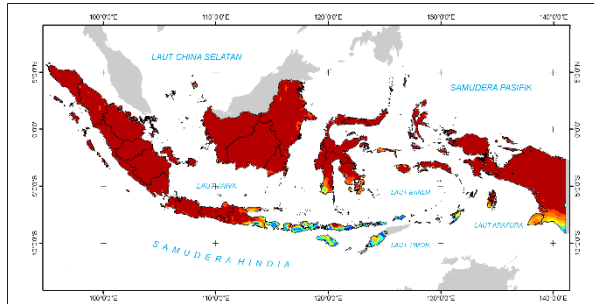 100°0'0"E 110°0'0"E 120°0'0"E 130°0'0"E 140°0'0"E
LAUT CHINA SELATAN
5°0'0"N 5°0'0"N
SAMUDERA PASIFIK
0°0'0" 0°0'0"
LAUT JAWA
LAUT BANDA
5°0'0"S 5°0'0"S
LAUT ARAFURA
LAUT TIMOR
10°0'0"S 10°0'0"S
SAMUDERA HINDIA
100°0'0"E 110°0'0"E 120°0'0"E 130°0'0"E 140°0'0"E